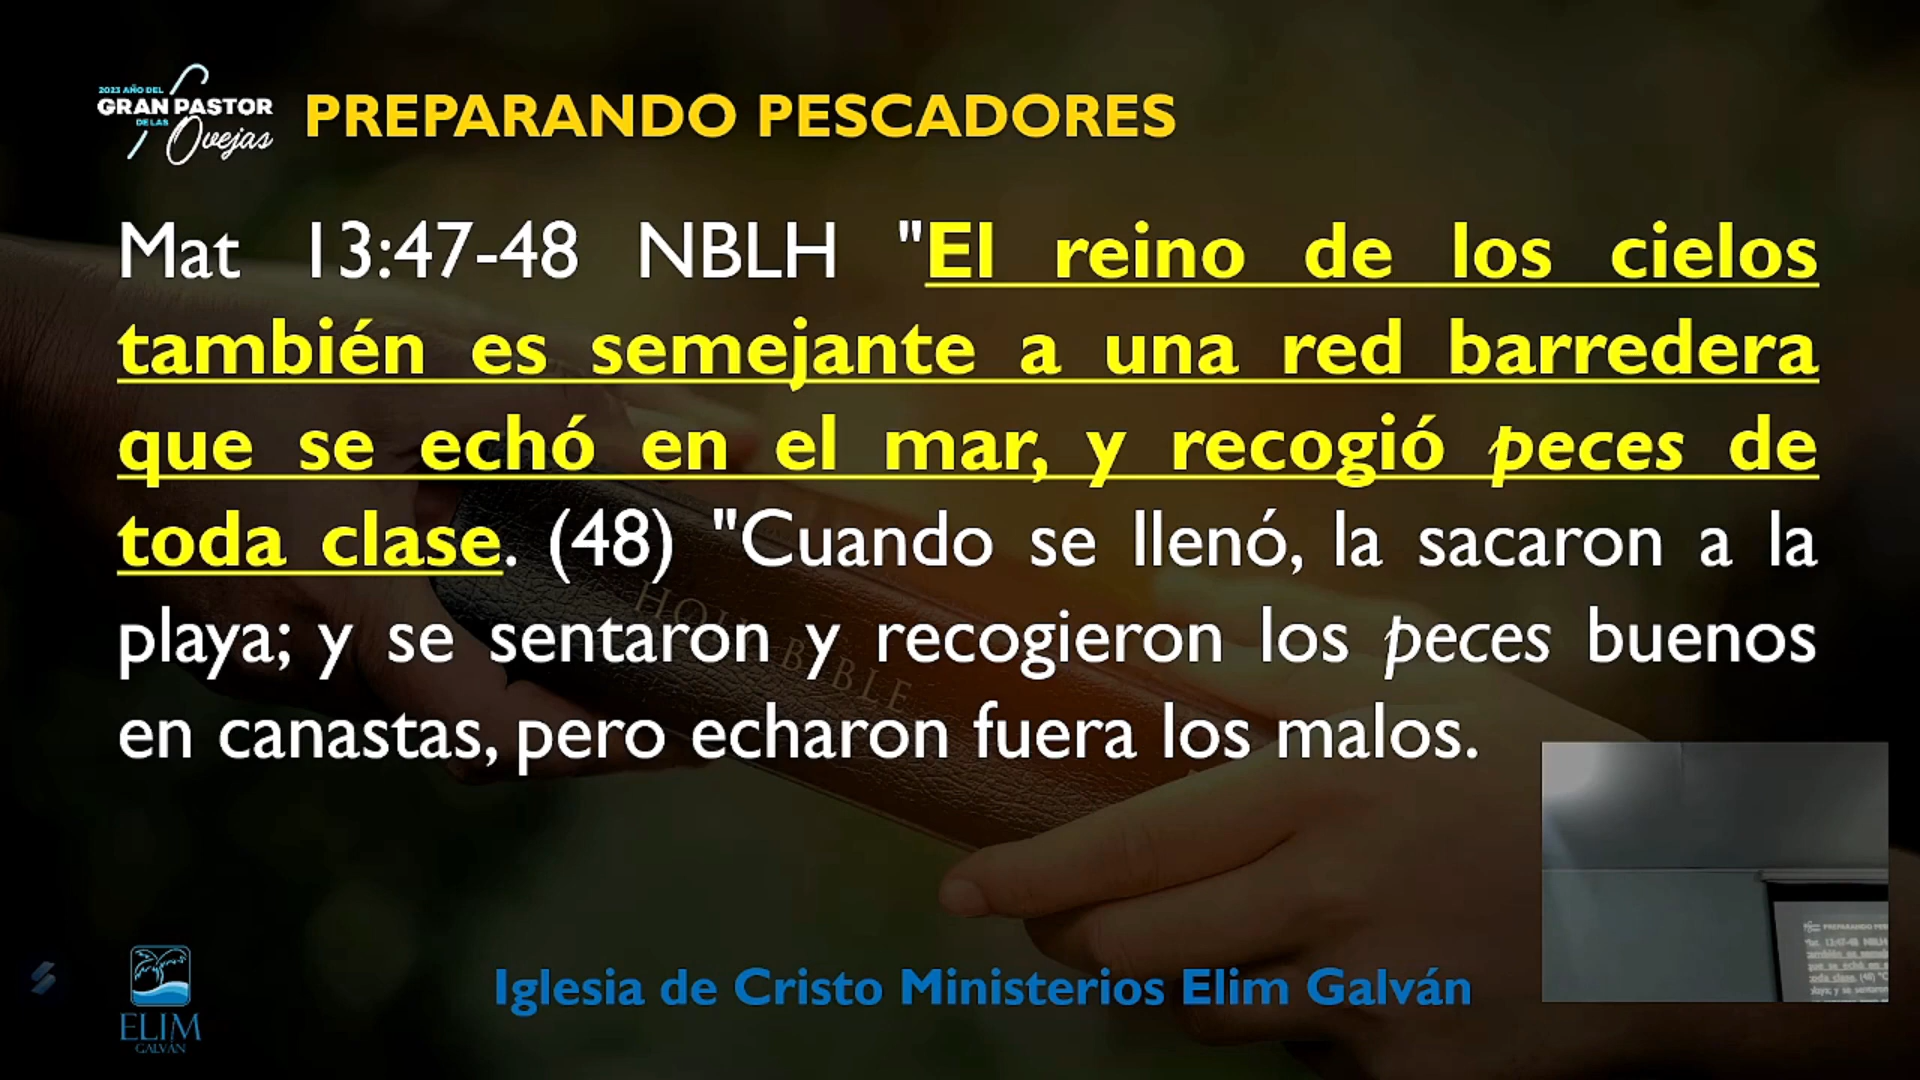 2023 AÑO DEL
GRAN PASTOR
DE LAS
Ovejas
PREPARANDO PESCADORES
Mat 13:47-48 NBLH "El reino de los cielos
también es semejante a una red barredera
que se echó en el mar, y recogió peces de
toda clase. (48) "Cuando se llenó, la sacaron a la
playa; y se sentaron y recogieron los peces buenos
en canastas, pero echaron fuera los malos.
HOLY BIBLE
ELIM
GALVÁN
Iglesia de Cristo Ministerios Elim Galván